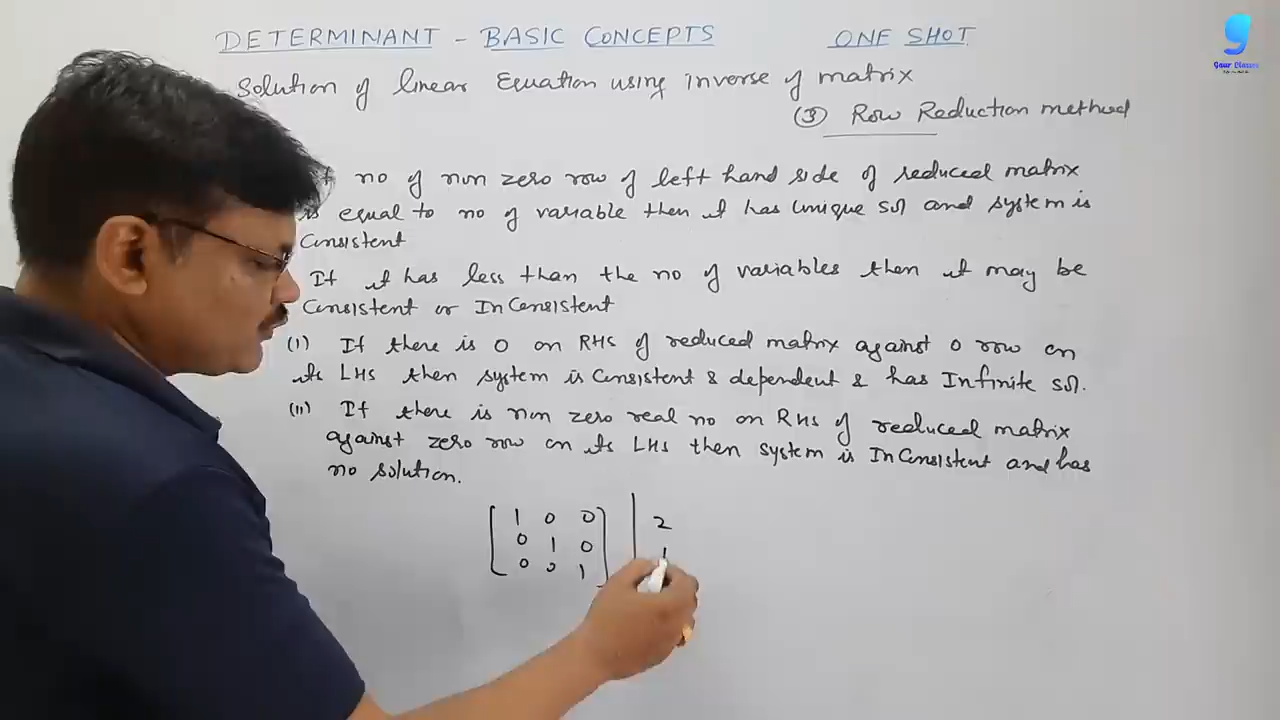 DETERMINANT - BASIC CONCEPTS ONE SHOT
Solution of linear Equation using inverse of matrix
(3) Row Reduction method
no of non zero row of left hand side of reduced matrix
is equal to no of variable then it has unique sol and system is
Consistent
If it has less than the no of variables then it may be
Consistent or InConsistent
(I) If there is 0 on RHS of reduced matrix against 0 row on
its LHS then system is Consistent & dependent & has Infinite sol.
(II) If there is non zero real no on RHS of reduced matrix
against zero row on its LHS then system is InConsistent and has
no solution.
1 0 0 | 2
0 1 0 | 1
0 0 1
Gaur Classes